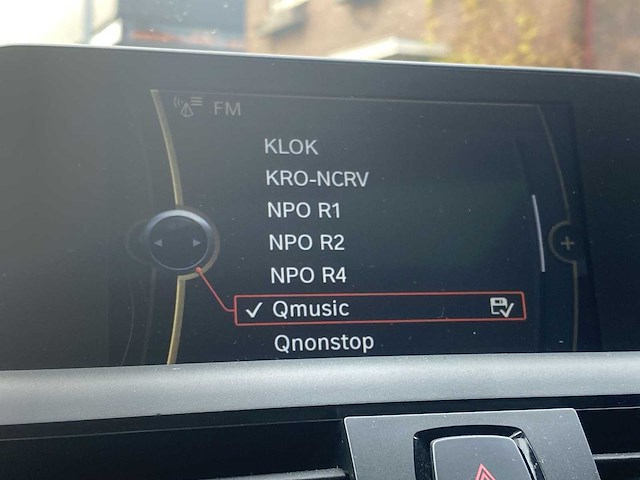 FM
KLOK
KRO-NCRV
NPO R1
NPO R2
NPO R4
Qmusic
Qnonstop